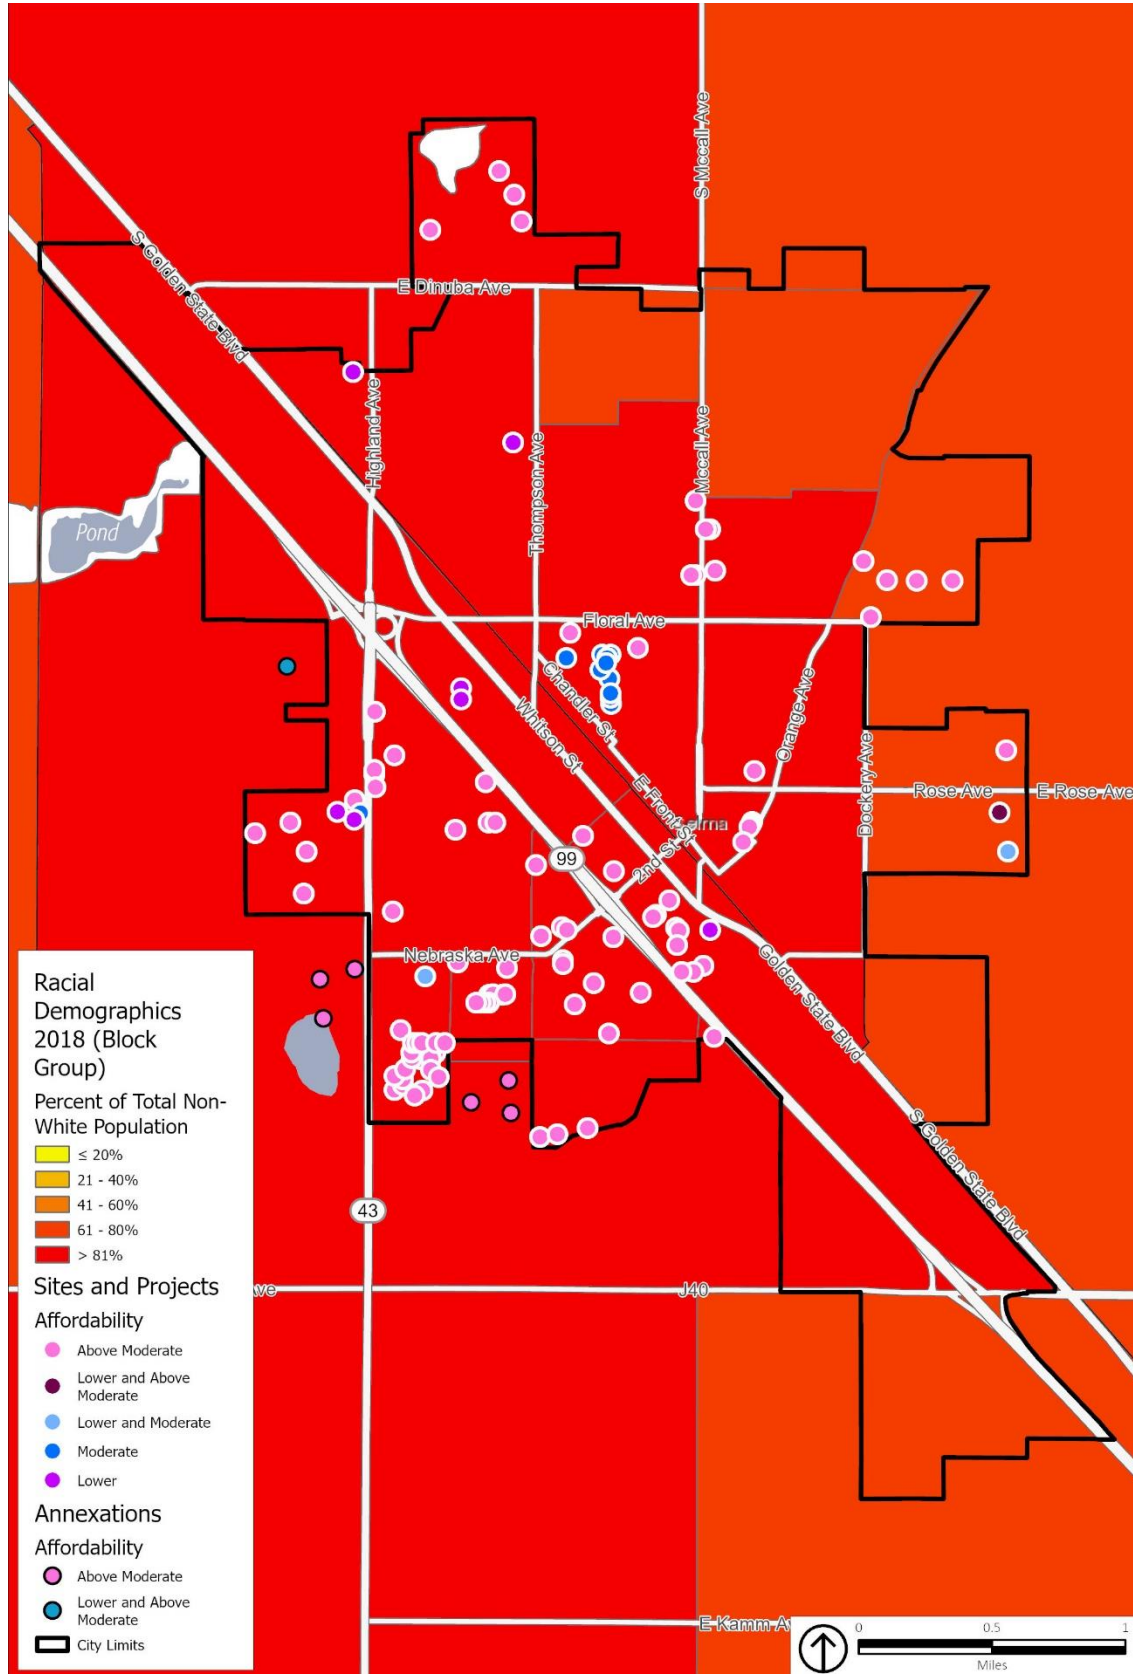 S Mccall Ave
S Golden State Blvd
E Dinuba Ave
Highland Ave
Thompson Ave
Mccall Ave
Pond
Floral Ave
Chandler St
Whitson St
Orange Ave
E Front St
Dockery Ave
Rose Ave
E Rose Ave
2nd St
99
Nebraska Ave
Golden State Blvd
S Golden State Blvd
43
Ave
J40
E Kamm Av
Racial
Demographics
2018 (Block
Group)
Percent of Total Non-
White Population
≤ 20%
21 - 40%
41 - 60%
61 - 80%
> 81%
Sites and Projects
Affordability
Above Moderate
Lower and Above
Moderate
Lower and Moderate
Moderate
Lower
Annexations
Affordability
Above Moderate
Lower and Above
Moderate
City Limits
0 0.5 1
Miles